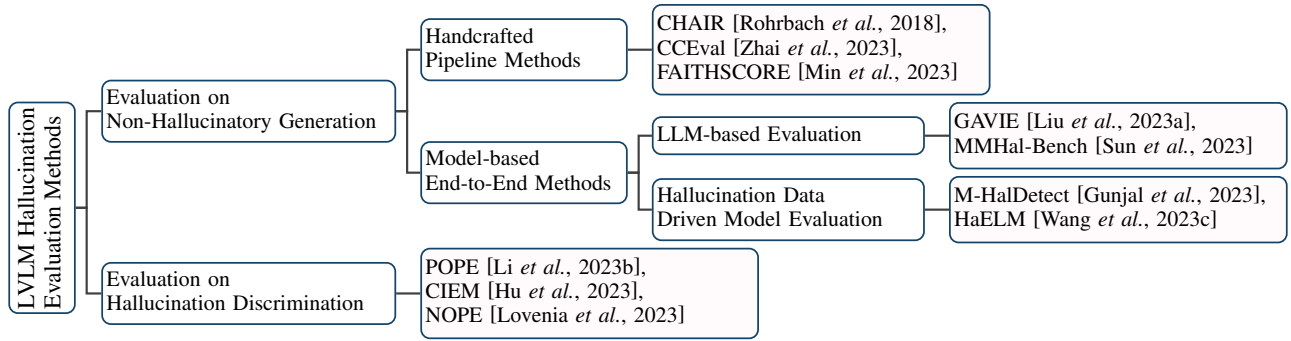 LVLM Hallucination
Evaluation Methods
Evaluation on
Non-Hallucinatory Generation
Handcrafted
Pipeline Methods
CHAIR [Rohrbach et al., 2018],
CCEval [Zhai et al., 2023],
FAITHSCORE [Min et al., 2023]
Model-based
End-to-End Methods
LLM-based Evaluation
GAVIE [Liu et al., 2023a],
MMHal-Bench [Sun et al., 2023]
Hallucination Data
Driven Model Evaluation
M-HalDetect [Gunjal et al., 2023],
HaELM [Wang et al., 2023c]
Evaluation on
Hallucination Discrimination
POPE [Li et al., 2023b],
CIEM [Hu et al., 2023],
NOPE [Lovenia et al., 2023]